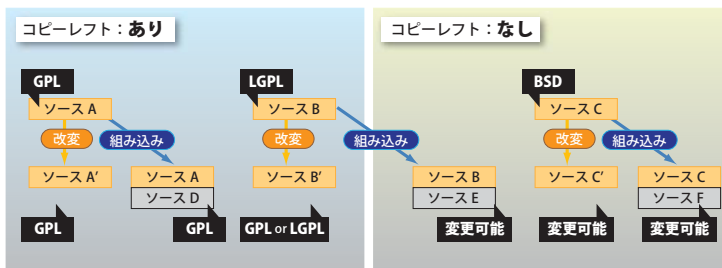 コピーレフト：あり
コピーレフト：なし
GPL
LGPL
BSD
ソース A
ソース B
ソース C
改変
組み込み
改変
組み込み
改変
組み込み
ソース A’
ソース A
ソース B’
ソース B
ソース C’
ソース C
ソース D
ソース E
ソース F
GPL
GPL
GPL or LGPL
変更可能
変更可能
変更可能